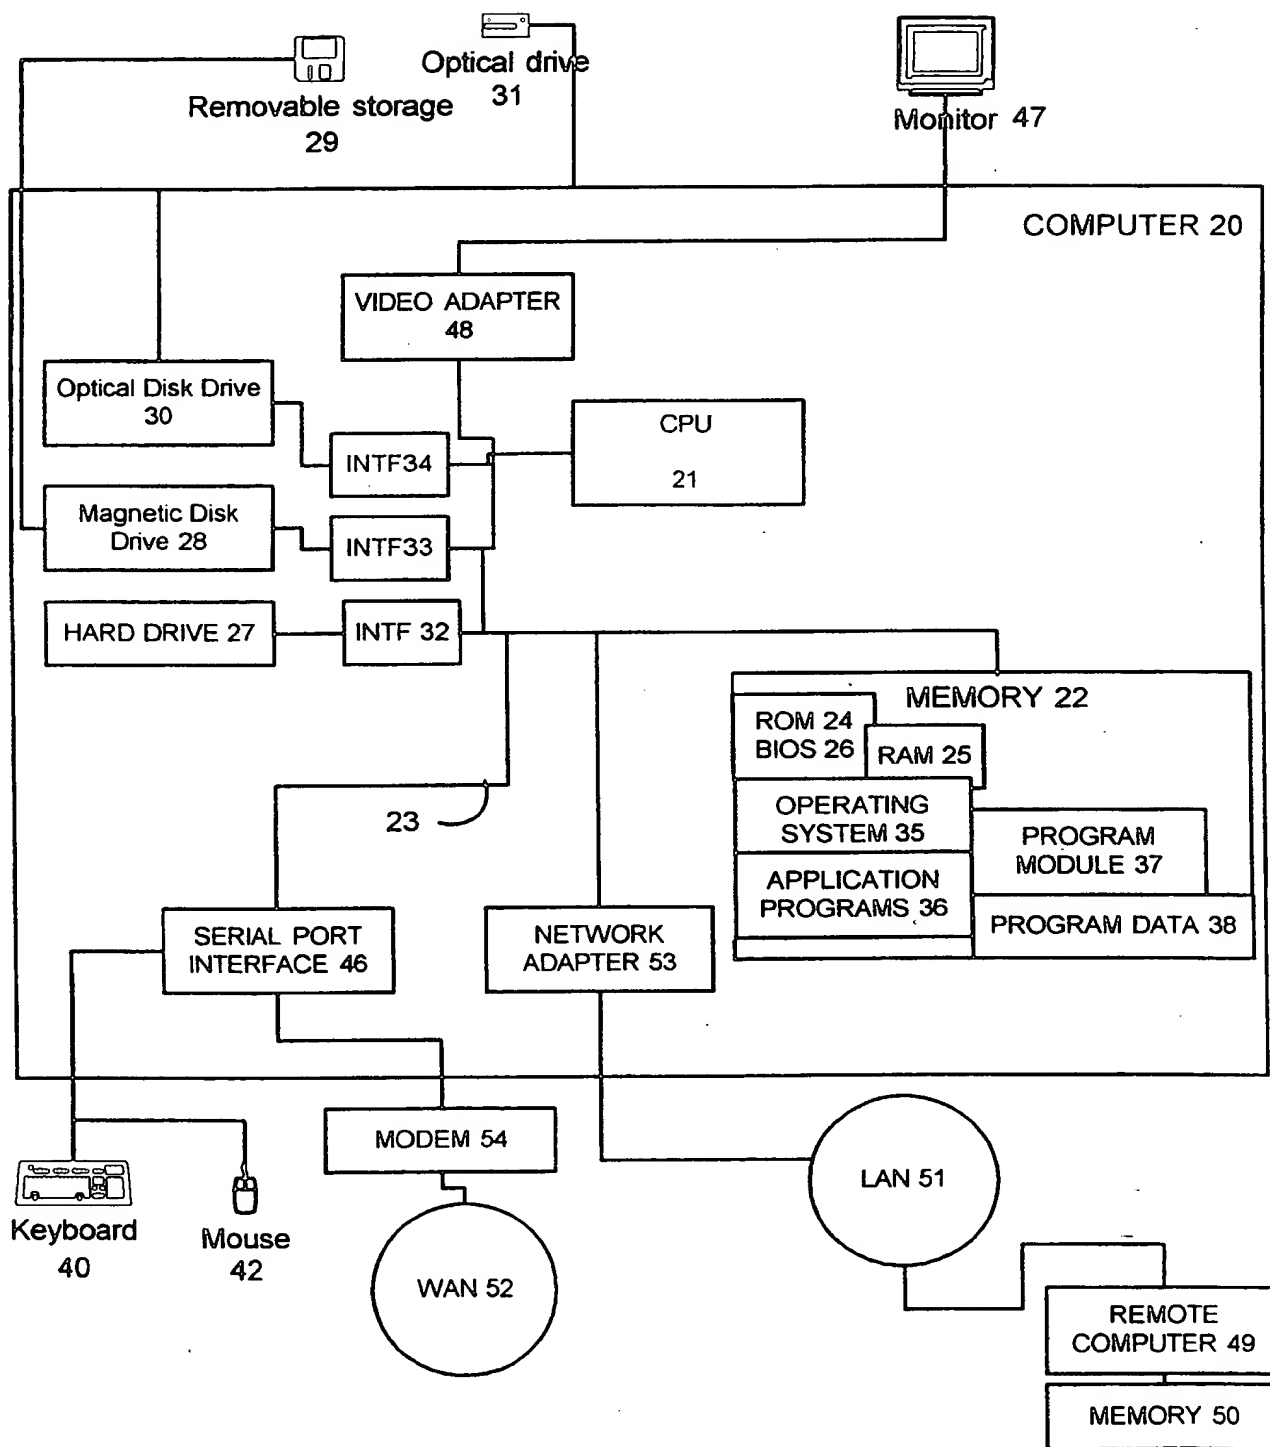 Optical drive
31
Removable storage
29
Monitor 47
COMPUTER 20
VIDEO ADAPTER
48
Optical Disk Drive
30
CPU
21
INTF34
Magnetic Disk
Drive 28
INTF33
HARD DRIVE 27
INTF 32
MEMORY 22
ROM 24
BIOS 26
RAM 25
OPERATING
SYSTEM 35
PROGRAM
MODULE 37
APPLICATION
PROGRAMS 36
PROGRAM DATA 38
23
SERIAL PORT
INTERFACE 46
NETWORK
ADAPTER 53
MODEM 54
LAN 51
Keyboard
40
Mouse
42
WAN 52
REMOTE
COMPUTER 49
MEMORY 50